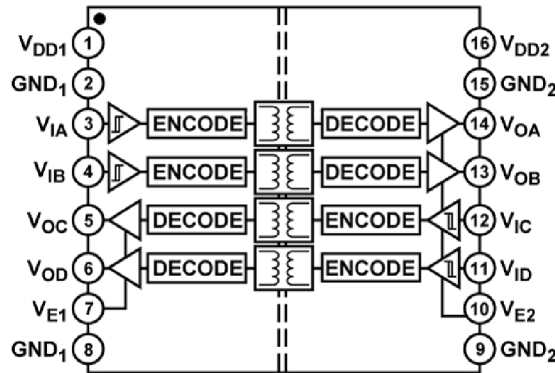 VDD1 1 16 VDD2
GND1 2 15 GND2
VIA 3 ENCODE DECODE 14 VOA
VIB 4 ENCODE DECODE 13 VOB
VOC 5 DECODE ENCODE 12 VIC
VOD 6 DECODE ENCODE 11 VID
VE1 7 10 VE2
GND1 8 9 GND2